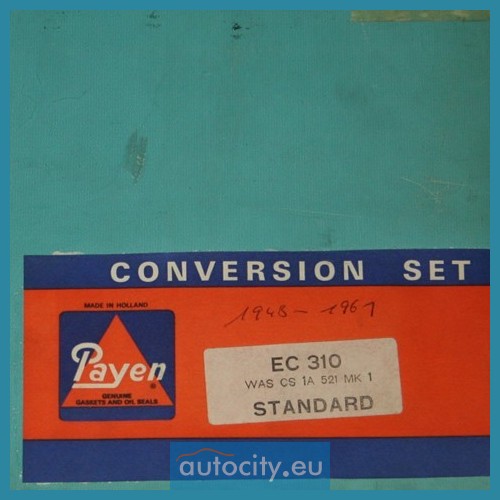 CONVERSION SET
MADE IN HOLLAND
Payen
®
GENUINE
GASKETS AND OIL SEALS
1948 - 1961
EC 310
WAS CS 1A 521 MK 1
STANDARD
autocity.eu